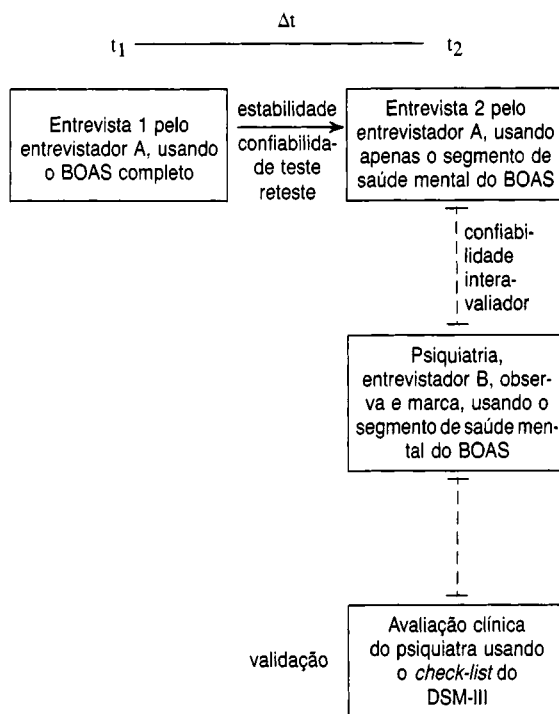 Δt
t1
t2
Entrevista 1 pelo
entrevistador A, usando
o BOAS completo
estabilidade
confiabilida-
de teste
reteste
Entrevista 2 pelo
entrevistador A, usando
apenas o segmento de
saúde mental do BOAS
confiabi-
lidade
intera-
valiador
Psiquiatria,
entrevistador B, obser-
va e marca, usando o
segmento de saúde men-
tal do BOAS
validação
Avaliação clínica
do psiquiatra usando
o check-list do
DSM-III